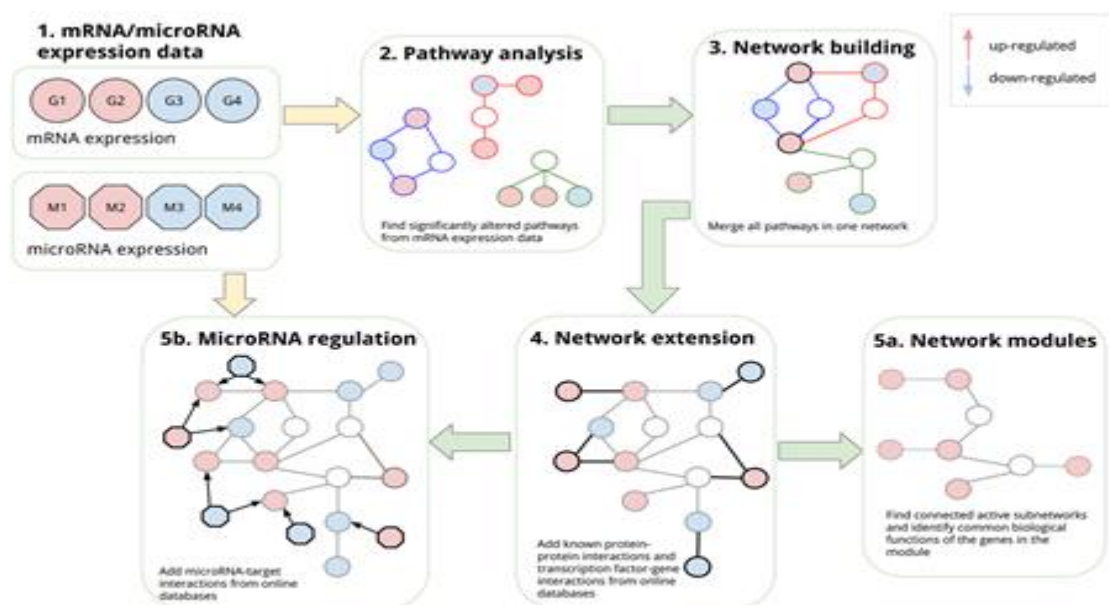 1. mRNA/microRNA
expression data
G1 G2 G3 G4
mRNA expression
M1 M2 M3 M4
microRNA expression
2. Pathway analysis
Find significantly altered pathways
from mRNA expression data
3. Network building
Merge all pathways in one network
up-regulated
down-regulated
5b. MicroRNA regulation
Add microRNA-target
interactions from online
databases
4. Network extension
Add known protein-
protein interactions and
transcription factor-gene
interactions from online
databases
5a. Network modules
Find connected active subnetworks
and identify common biological
functions of the genes in the
module